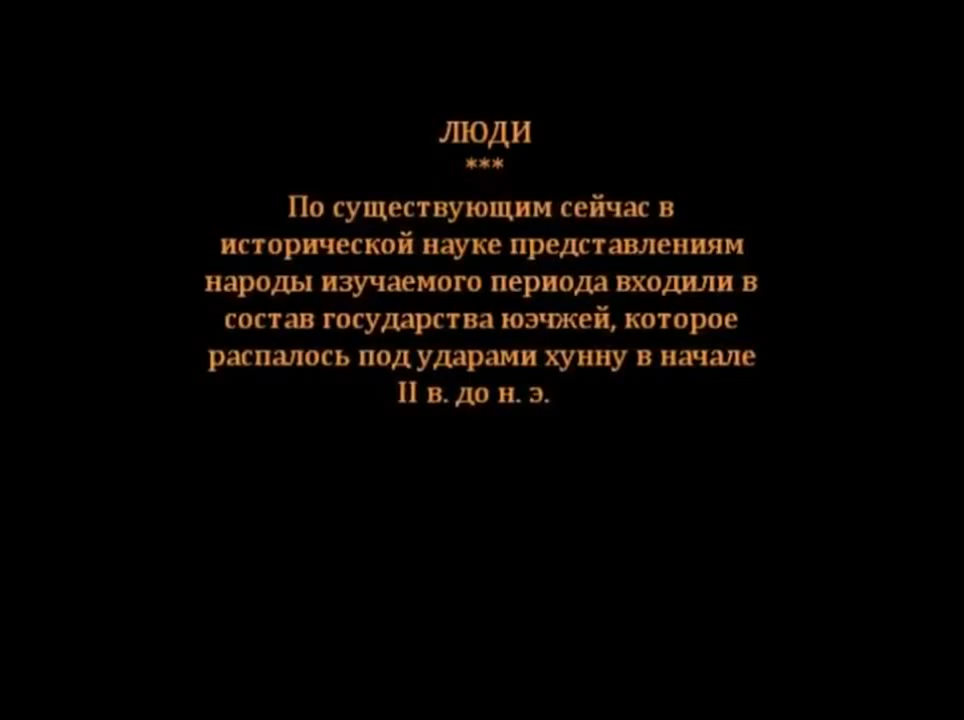 ЛЮДИ
***
По существующим сейчас в
исторической науке представлениям
народы изучаемого периода входили в
состав государства юэчжей, которое
распалось под ударами хунну в начале
II в. до н. э.